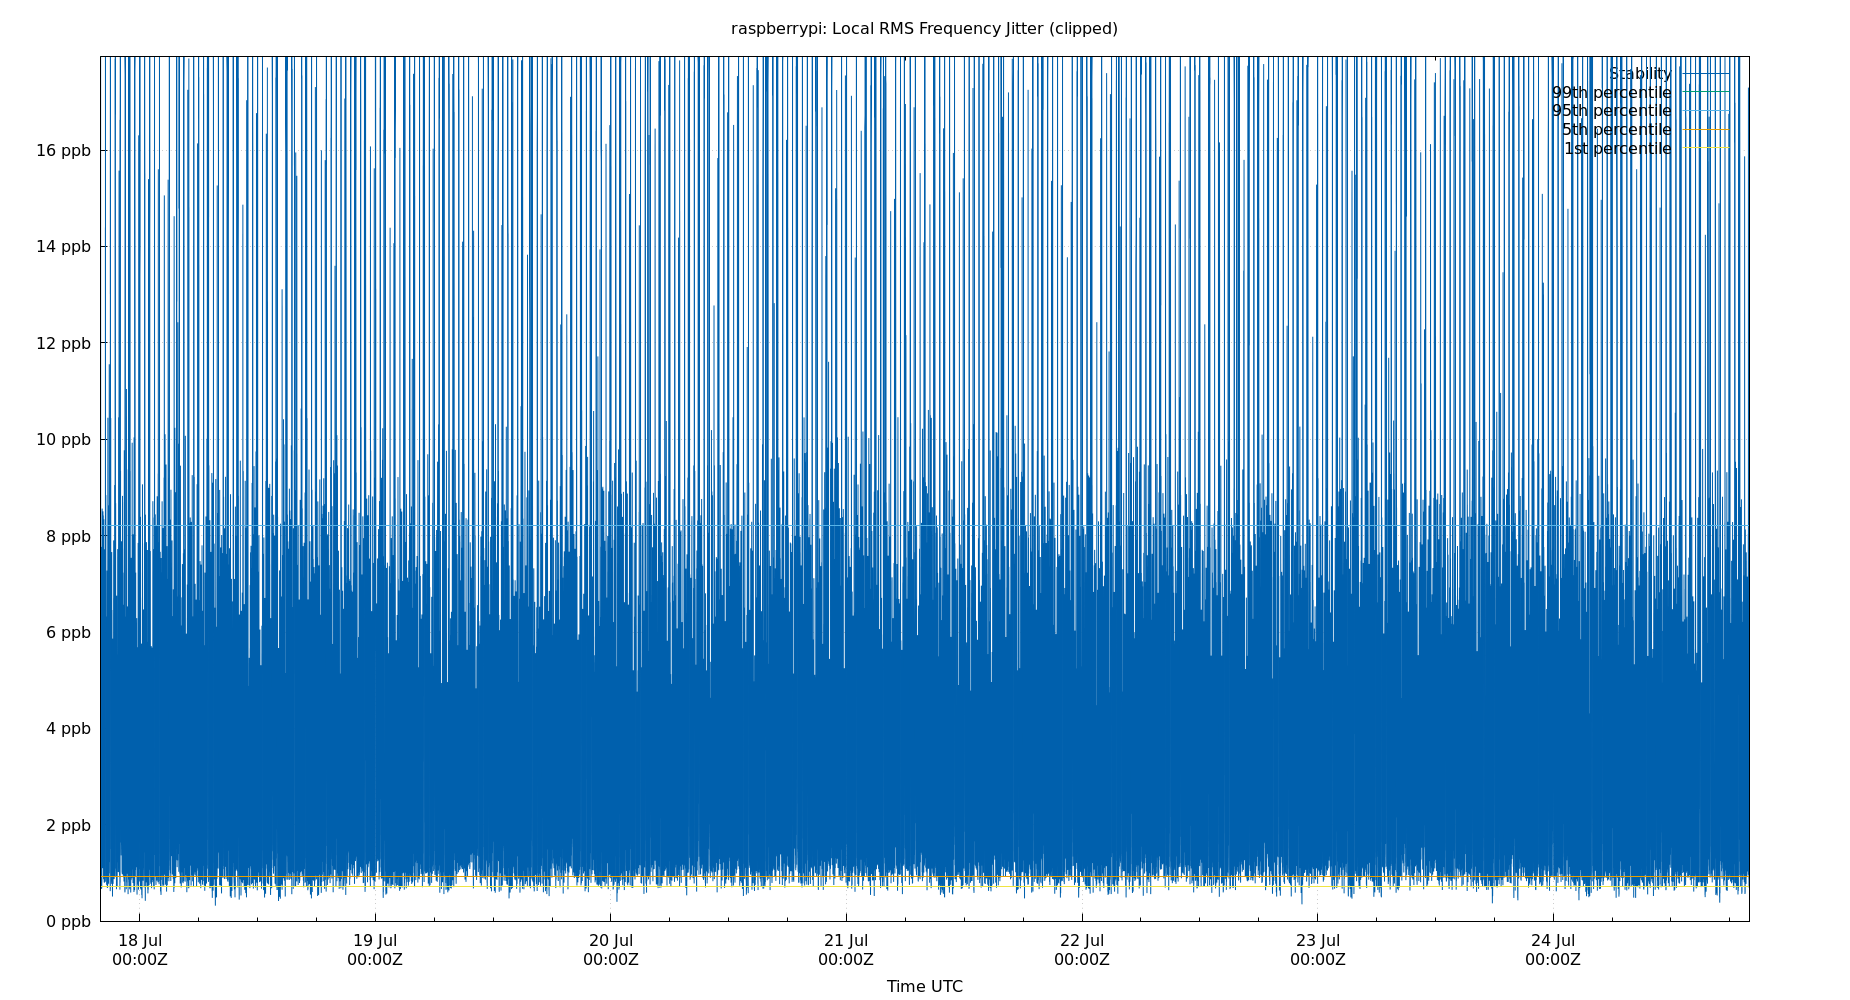 raspberrypi: Local RMS Frequency Jitter (clipped)
Stability
99th percentile
95th percentile
5th percentile
1st percentile
16 ppb
14 ppb
12 ppb
10 ppb
8 ppb
6 ppb
4 ppb
2 ppb
0 ppb
18 Jul 19 Jul 20 Jul 21 Jul 22 Jul 23 Jul 24 Jul
00:00Z 00:00Z 00:00Z 00:00Z 00:00Z 00:00Z 00:00Z
Time UTC